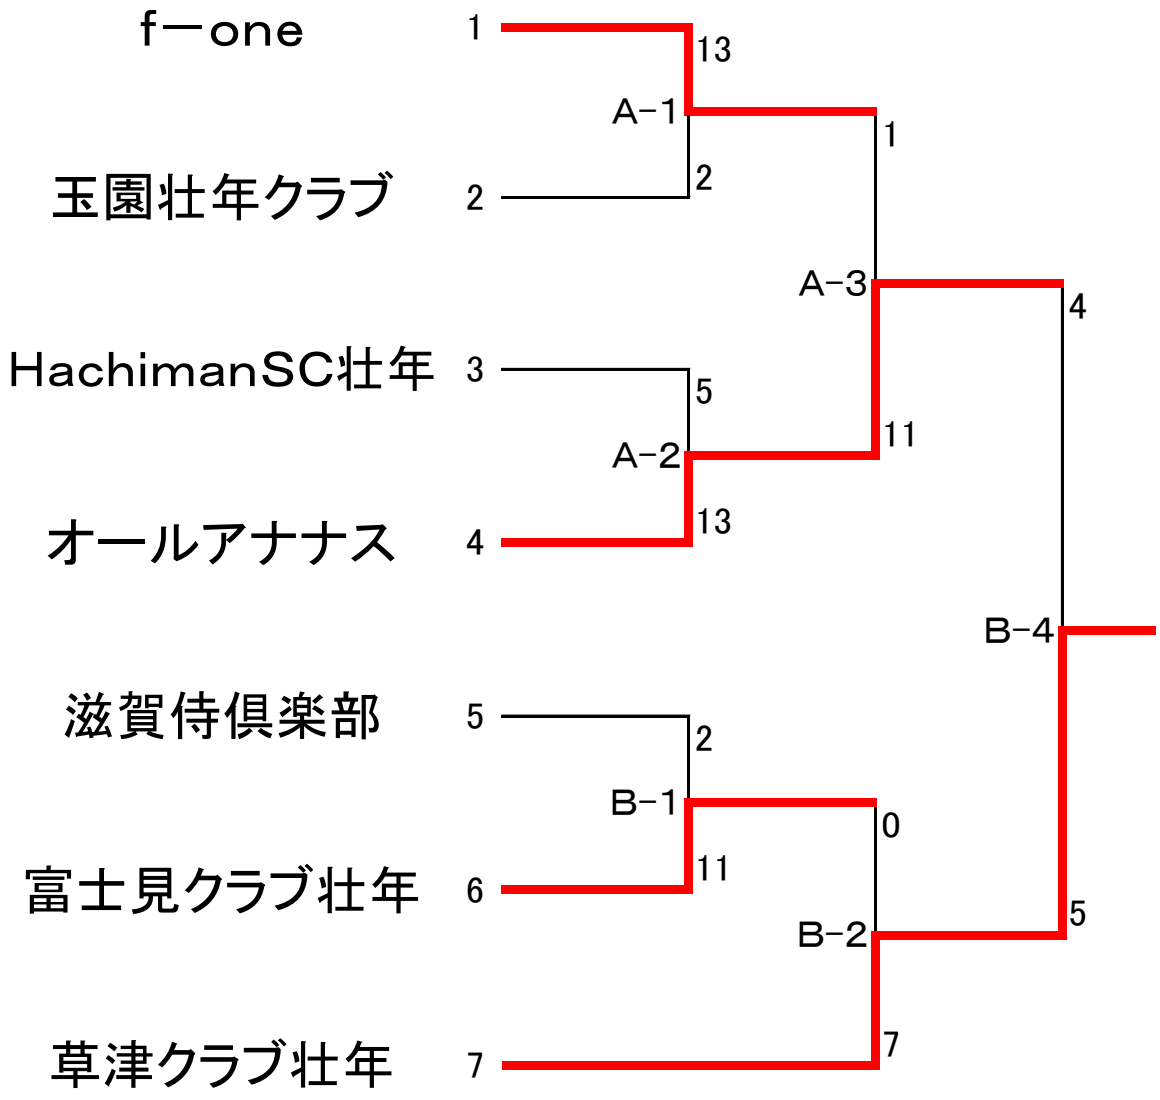 f－one 1
13
A-1
1
玉園壮年クラブ 2
2
A-3
4
HachimanSC壮年 3
5
11
A-2
オールアナナス 4
13
B-4
滋賀侍倶楽部 5
2
B-1
0
富士見クラブ壮年 6
11
5
B-2
草津クラブ壮年 7
7